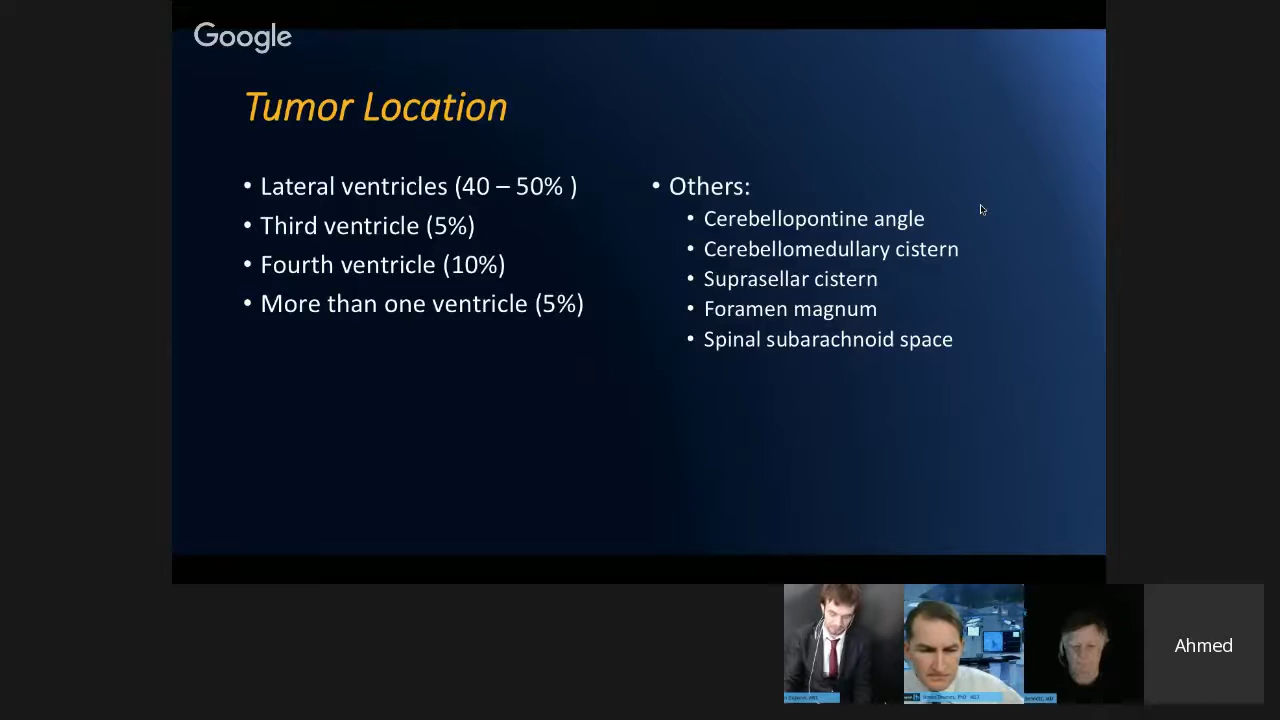 Google
Tumor Location
• Lateral ventricles (40 – 50% )
• Third ventricle (5%)
• Fourth ventricle (10%)
• More than one ventricle (5%)
• Others:
• Cerebellopontine angle
• Cerebellomedullary cistern
• Suprasellar cistern
• Foramen magnum
• Spinal subarachnoid space
Ahmed